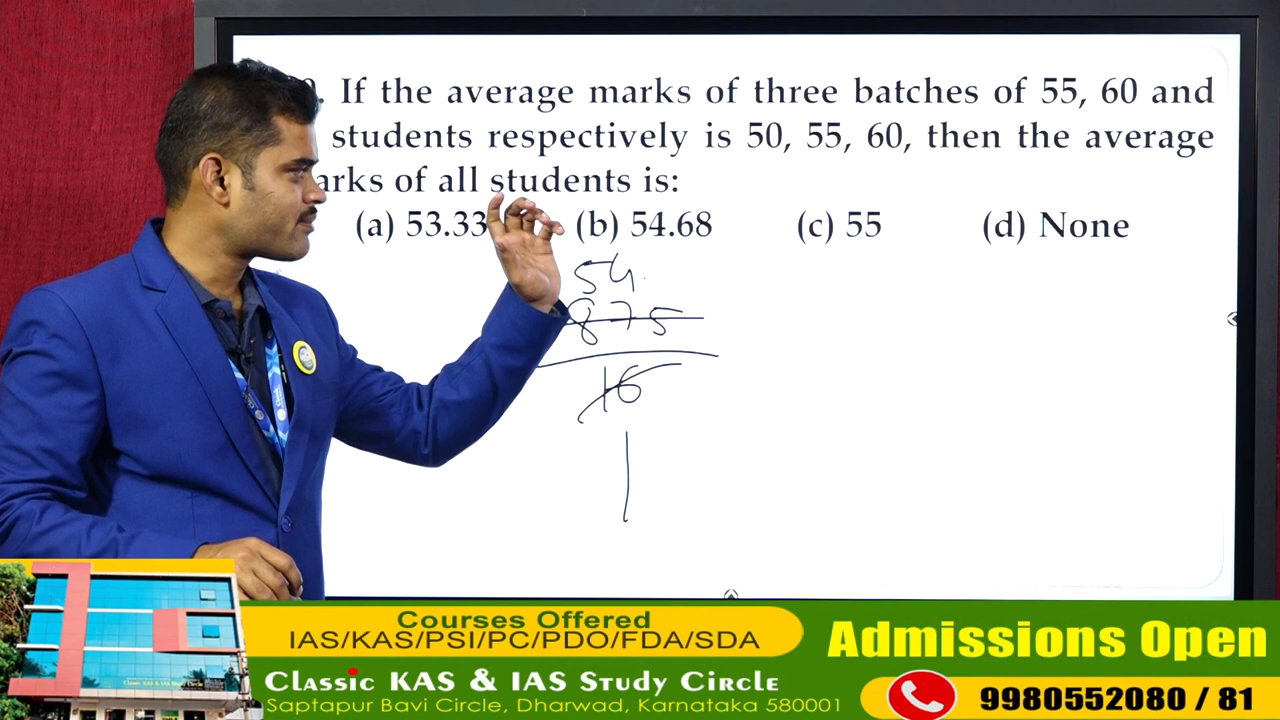 0. If the average marks of three batches of 55, 60 and
students respectively is 50, 55, 60, then the average
arks of all students is:
(a) 53.33 (b) 54.68 (c) 55 (d) None
54.
875
16
Courses Offered
IAS/KAS/PSI/PC/PDO/FDA/SDA
Classic KAS & IAS Study Circle
Saptapur Bavi Circle, Dharwad, Karnataka 580001
Admissions Open
9980552080 / 81